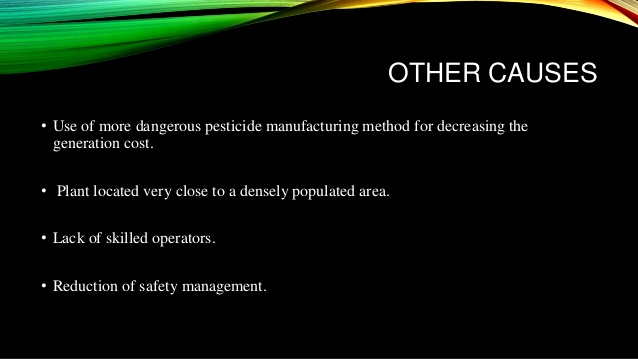 OTHER CAUSES
• Use of more dangerous pesticide manufacturing method for decreasing the
generation cost.
• Plant located very close to a densely populated area.
• Lack of skilled operators.
• Reduction of safety management.